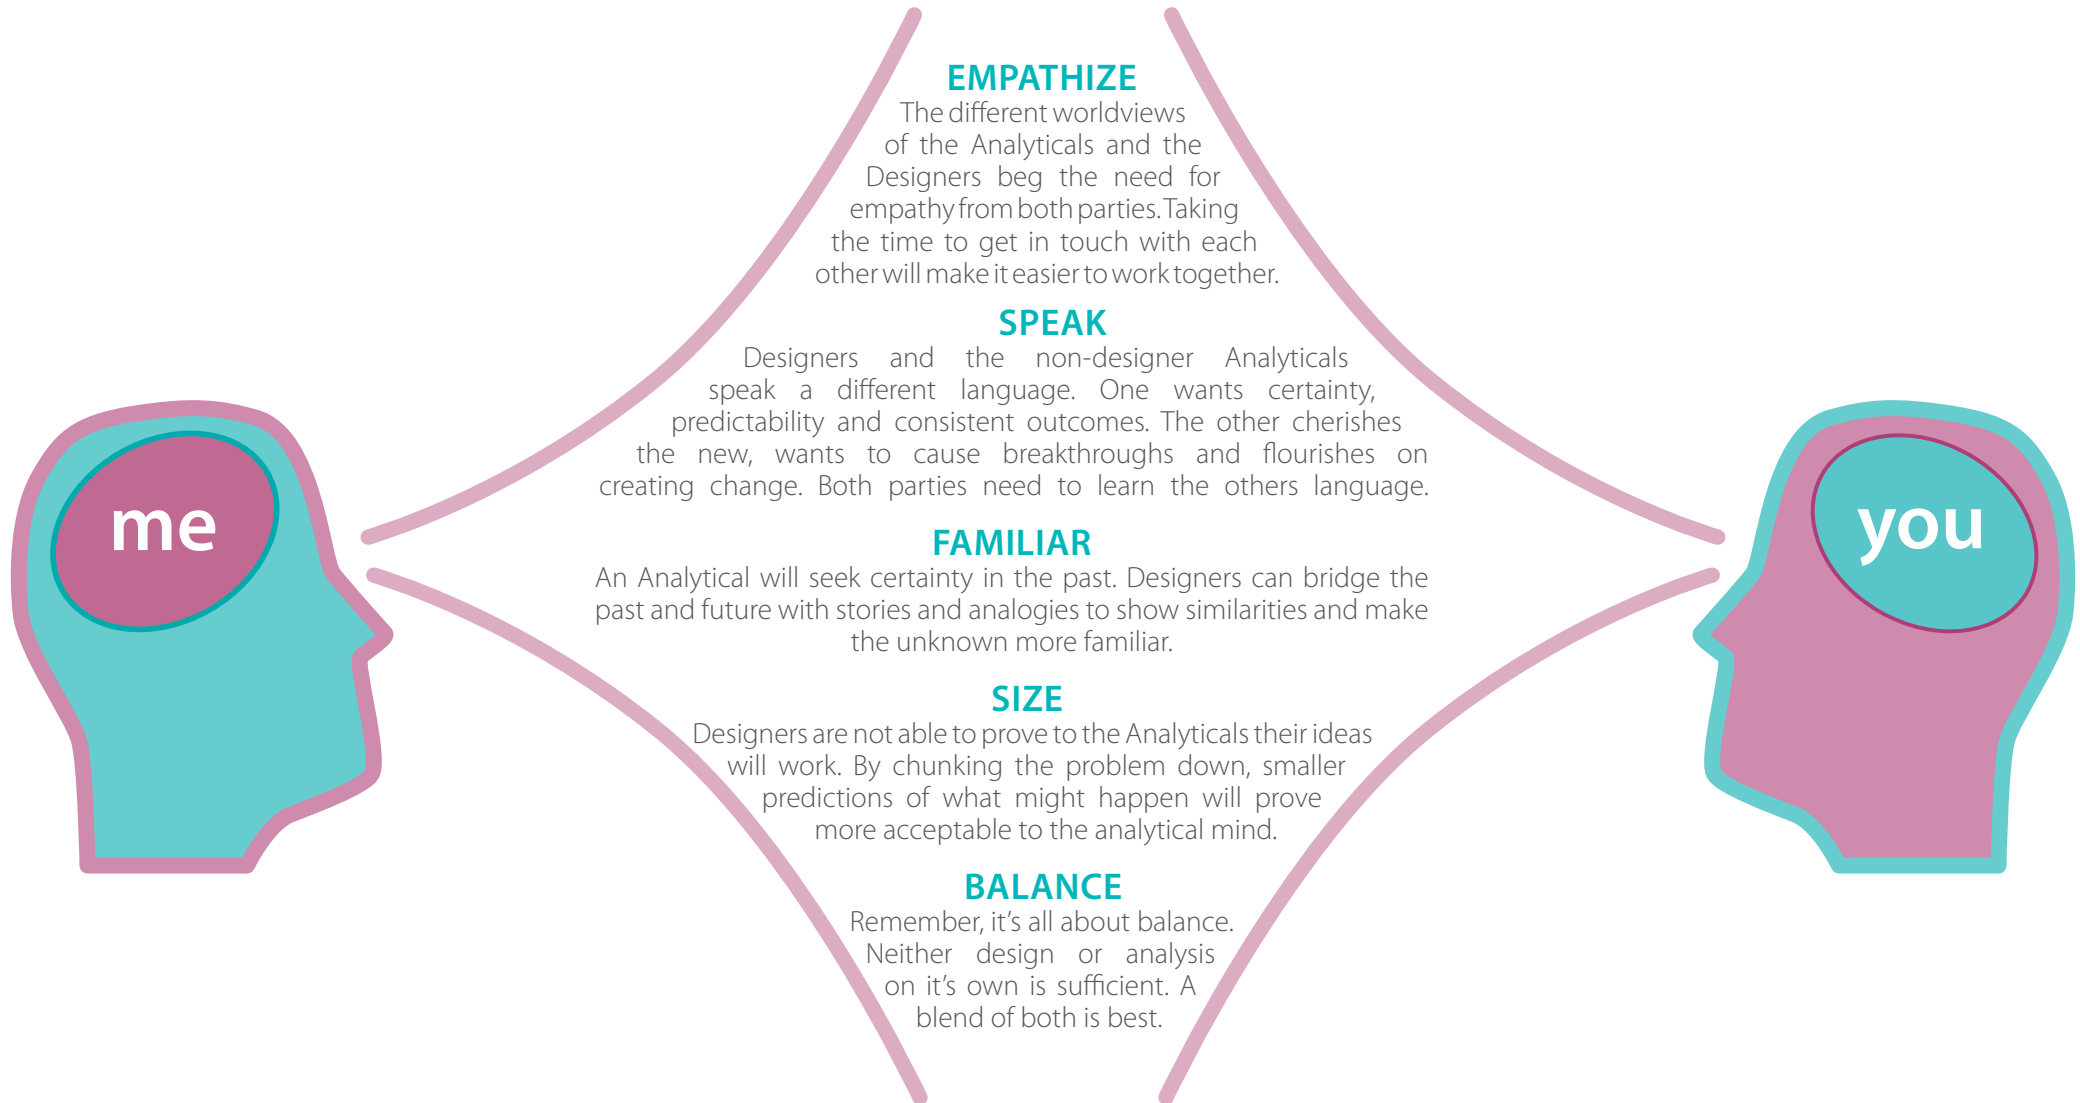 EMPATHIZE
The different worldviews
of the Analyticals and the
Designers beg the need for
empathy from both parties. Taking
the time to get in touch with each
other will make it easier to work together.
SPEAK
Designers and the non-designer Analyticals
speak a different language. One wants certainty,
predictability and consistent outcomes. The other cherishes
the new, wants to cause breakthroughs and flourishes on
creating change. Both parties need to learn the others language.
me
you
FAMILIAR
An Analytical will seek certainty in the past. Designers can bridge the
past and future with stories and analogies to show similarities and make
the unknown more familiar.
SIZE
Designers are not able to prove to the Analyticals their ideas
will work. By chunking the problem down, smaller
predictions of what might happen will prove
more acceptable to the analytical mind.
BALANCE
Remember, it's all about balance.
Neither design or analysis
on it's own is sufficient. A
blend of both is best.